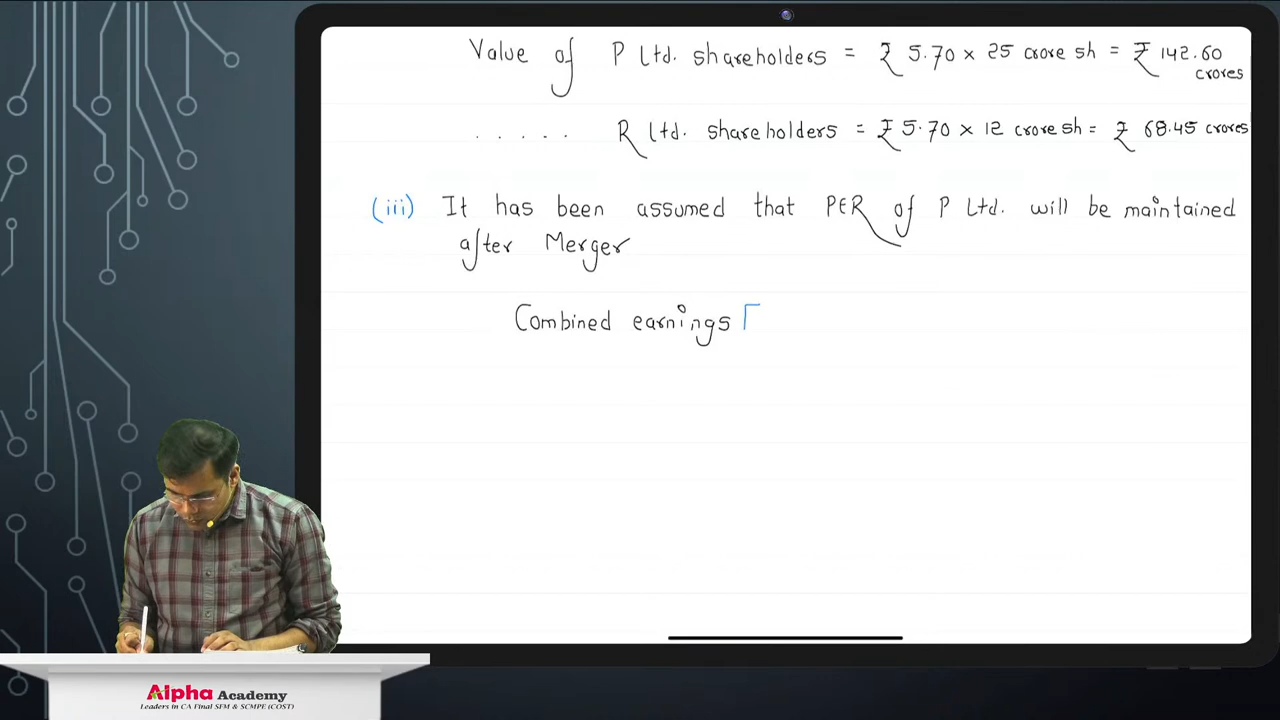 Value of P Ltd. shareholders = ₹ 5.70 × 25 crore sh = ₹ 142.60 crores
. . . . . R Ltd. shareholders = ₹ 5.70 × 12 crore sh = ₹ 68.45 crores
(iii) It has been assumed that PER of P Ltd. will be maintained
after Merger
Combined earnings [
Alpha Academy
Leaders in CA Final SFM & SCMPE (COST)